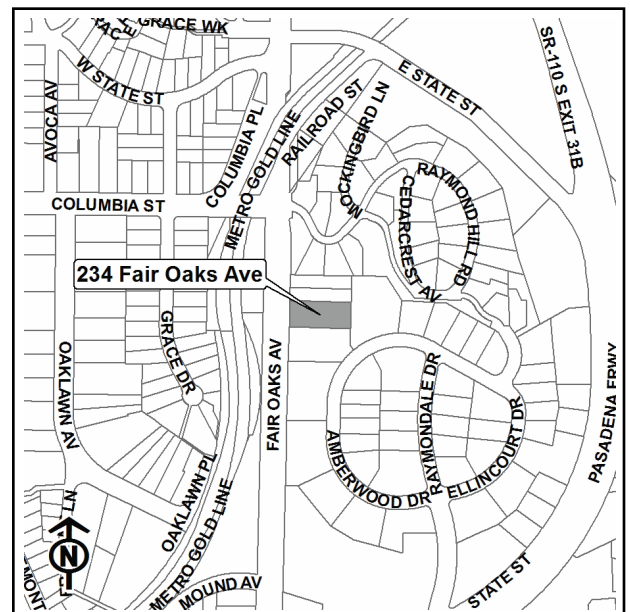 GRACE WK
W STATE ST
AVOCA AV
COLUMBIA ST
COLUMBIA PL
METRO GOLD LINE
RAILROAD ST
MOCKINGBIRD LN
E STATE ST
SR-110 S EXIT 31B
CEDARCREST AV
RAYMOND HILL RD
234 Fair Oaks Ave
GRACE DR
OAKLAWN AV
FAIR OAKS AV
AMBERWOOD DR
RAYMONDALE DR
ELLINCOURT DR
PASADENA FRWY
OAKLAWN PL
METRO GOLD LINE
MOUND AV
STATE ST
LN
MONT
N